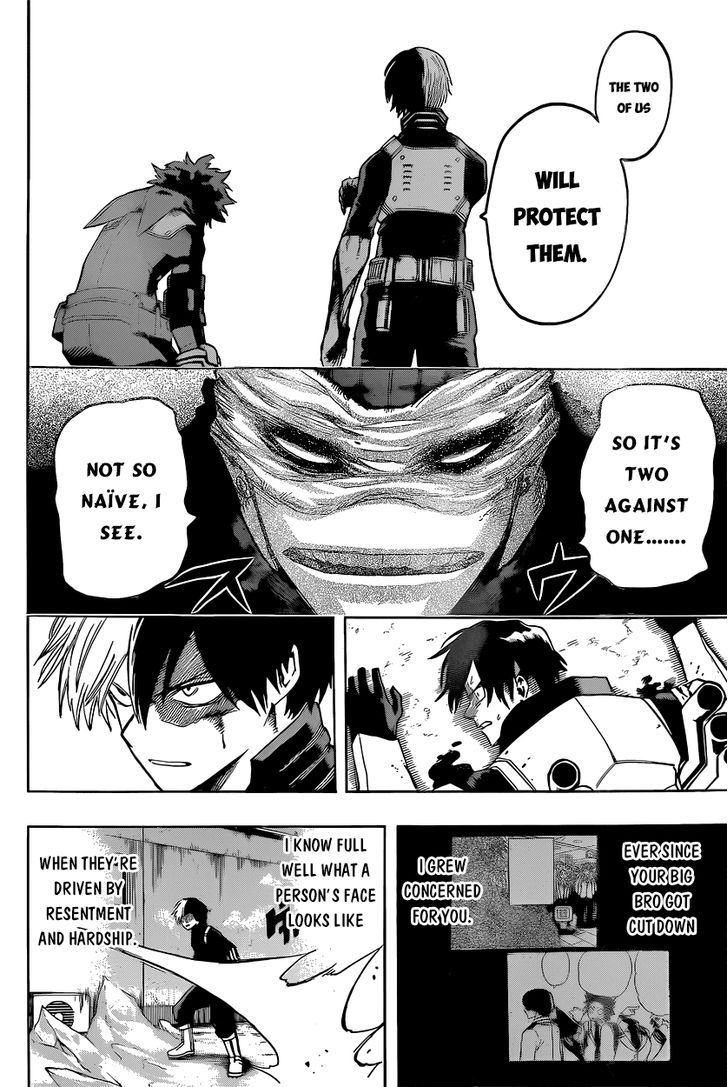 THE TWO
OF US
WILL
PROTECT
THEM.
SO IT'S
TWO
AGAINST
ONE.......
NOT SO
NAÏVE, I
SEE.
ズ
ウ
EVER SINCE
YOUR BIG
BRO GOT
CUT DOWN
I GREW
CONCERNED
FOR YOU.
I KNOW FULL
WELL WHAT A
PERSON'S FACE
LOOKS LIKE
WHEN THEY'RE
DRIVEN BY
RESENTMENT
AND HARDSHIP.